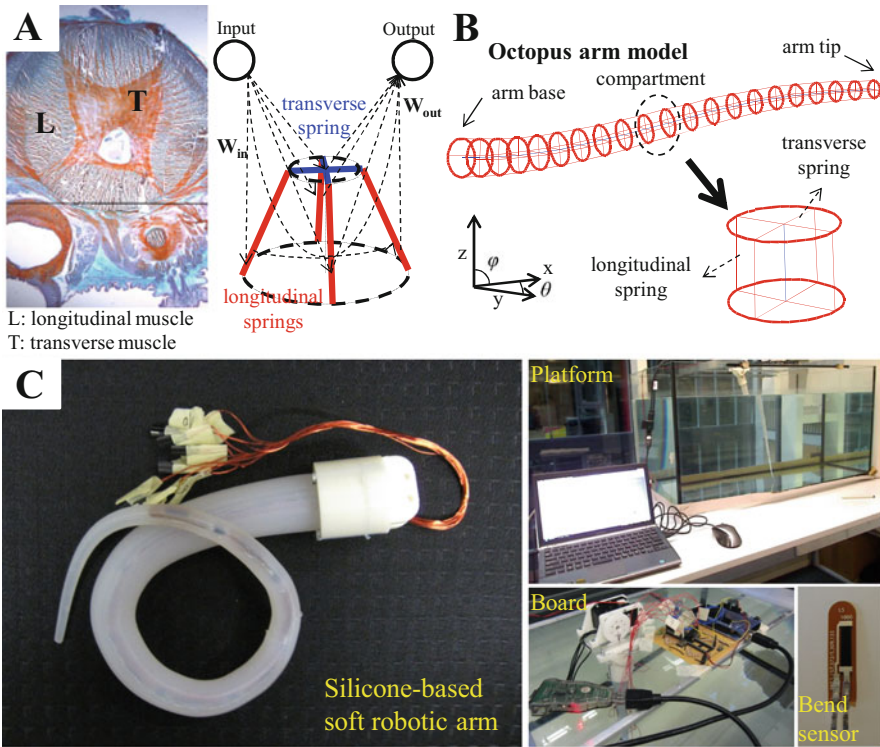 A
L
T
L: longitudinal muscle
T: transverse muscle
Input
Output
transverse
spring
W_in
W_out
longitudinal
springs
B
Octopus arm model
arm tip
compartment
arm base
transverse
spring
z
φ
x
y
θ
longitudinal
spring
C
Silicone-based
soft robotic arm
Platform
Board
Bend
sensor